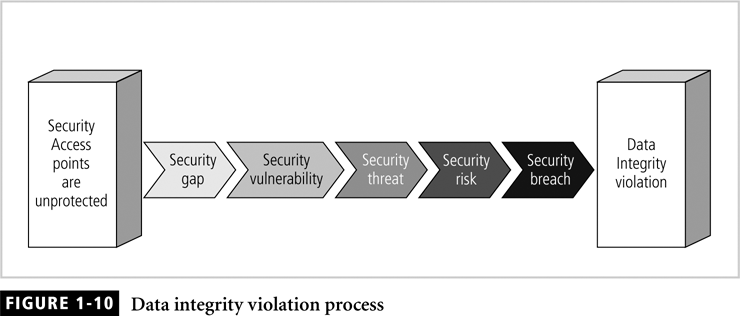 Security
Access
points
are
unprotected
Security
gap
Security
vulnerability
Security
threat
Security
risk
Security
breach
Data
Integrity
violation
FIGURE 1-10 Data integrity violation process